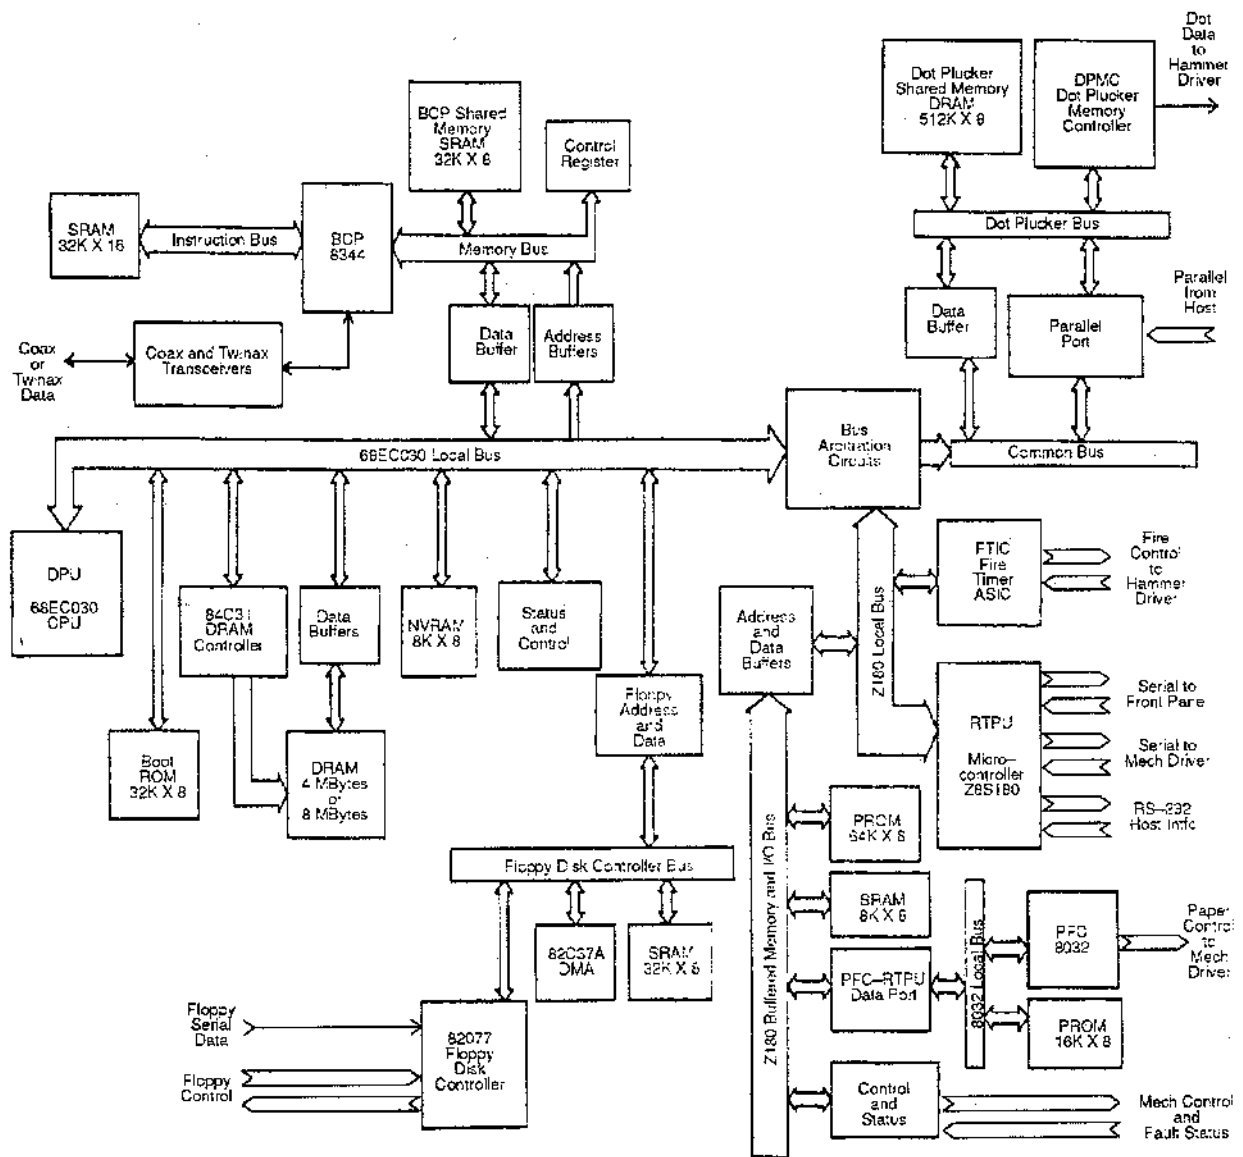 Dot
Data
to
Hammer
Driver
Dot Plucker
Shared Memory
DRAM
512K X 8
DPMC
Dot Plucker
Memory
Controller
BCP Shared
Memory
SRAM
32K X 8
Control
Register
SRAM
32K X 16
Instruction Bus
BCP
8344
Memory Bus
Dot Plucker Bus
Data
Buffer
Address
Buffers
Data
Buffer
Parallel
Port
Parallel
from
Host
Coax
or
Twinax
Data
Coax and Twinax
Transceivers
68EC030 Local Bus
Bus
Arbitration
Circuits
Common Bus
DPU
68EC030
CPU
84C31
DRAM
Controller
Data
Buffers
NVRAM
8K X 8
Status
and
Control
Floppy
Address
and
Data
Address
and
Data
Buffers
Z180 Local Bus
FTIC
Fire
Timer
ASIC
Fire
Control
to
Hammer
Driver
Boot
ROM
32K X 8
DRAM
4 MBytes
or
8 MBytes
RTPU
Micro-
controller
Z8S180
Serial to
Front Panel
Serial to
Mech Driver
RS-232
Host Intfc
Floppy Disk Controller Bus
Z180 Buffered Memory and I/O Bus
PROM
64K X 8
SRAM
8K X 8
82C37A
DMA
SRAM
32K X 8
PFC-RTPU
Data Port
8032 Local Bus
PFC
8032
Paper
Control
to
Mech
Driver
PROM
16K X 8
Floppy
Serial
Data
Floppy
Control
82077
Floppy
Disk
Controller
Control
and
Status
Mech Control
and
Fault Status